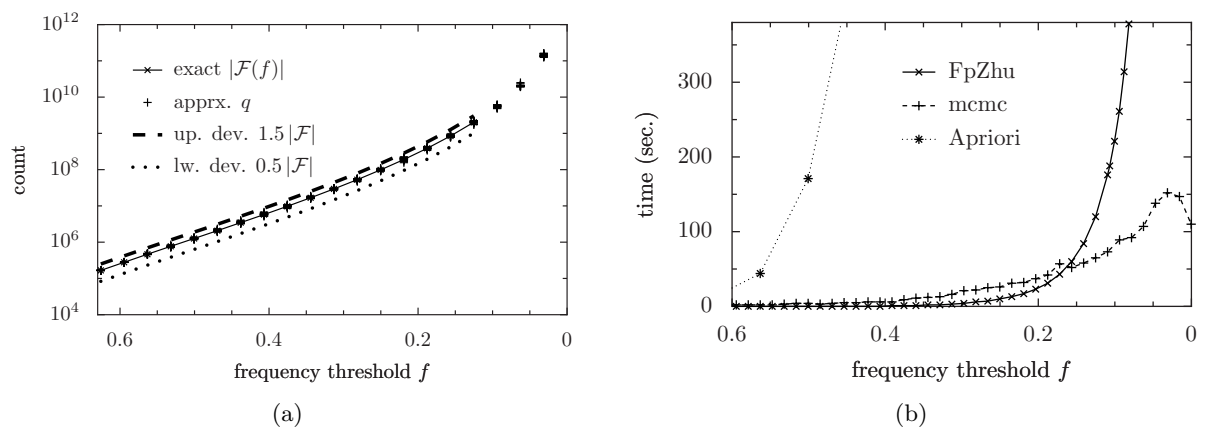 10^12
10^10
10^8
10^6
10^4
count
exact |ℱ(f)|
apprx. q
up. dev. 1.5 |ℱ|
lw. dev. 0.5 |ℱ|
0.6 0.4 0.2 0
frequency threshold f
(a)
300
200
100
0
time (sec.)
FpZhu
mcmc
Apriori
0.6 0.4 0.2 0
frequency threshold f
(b)